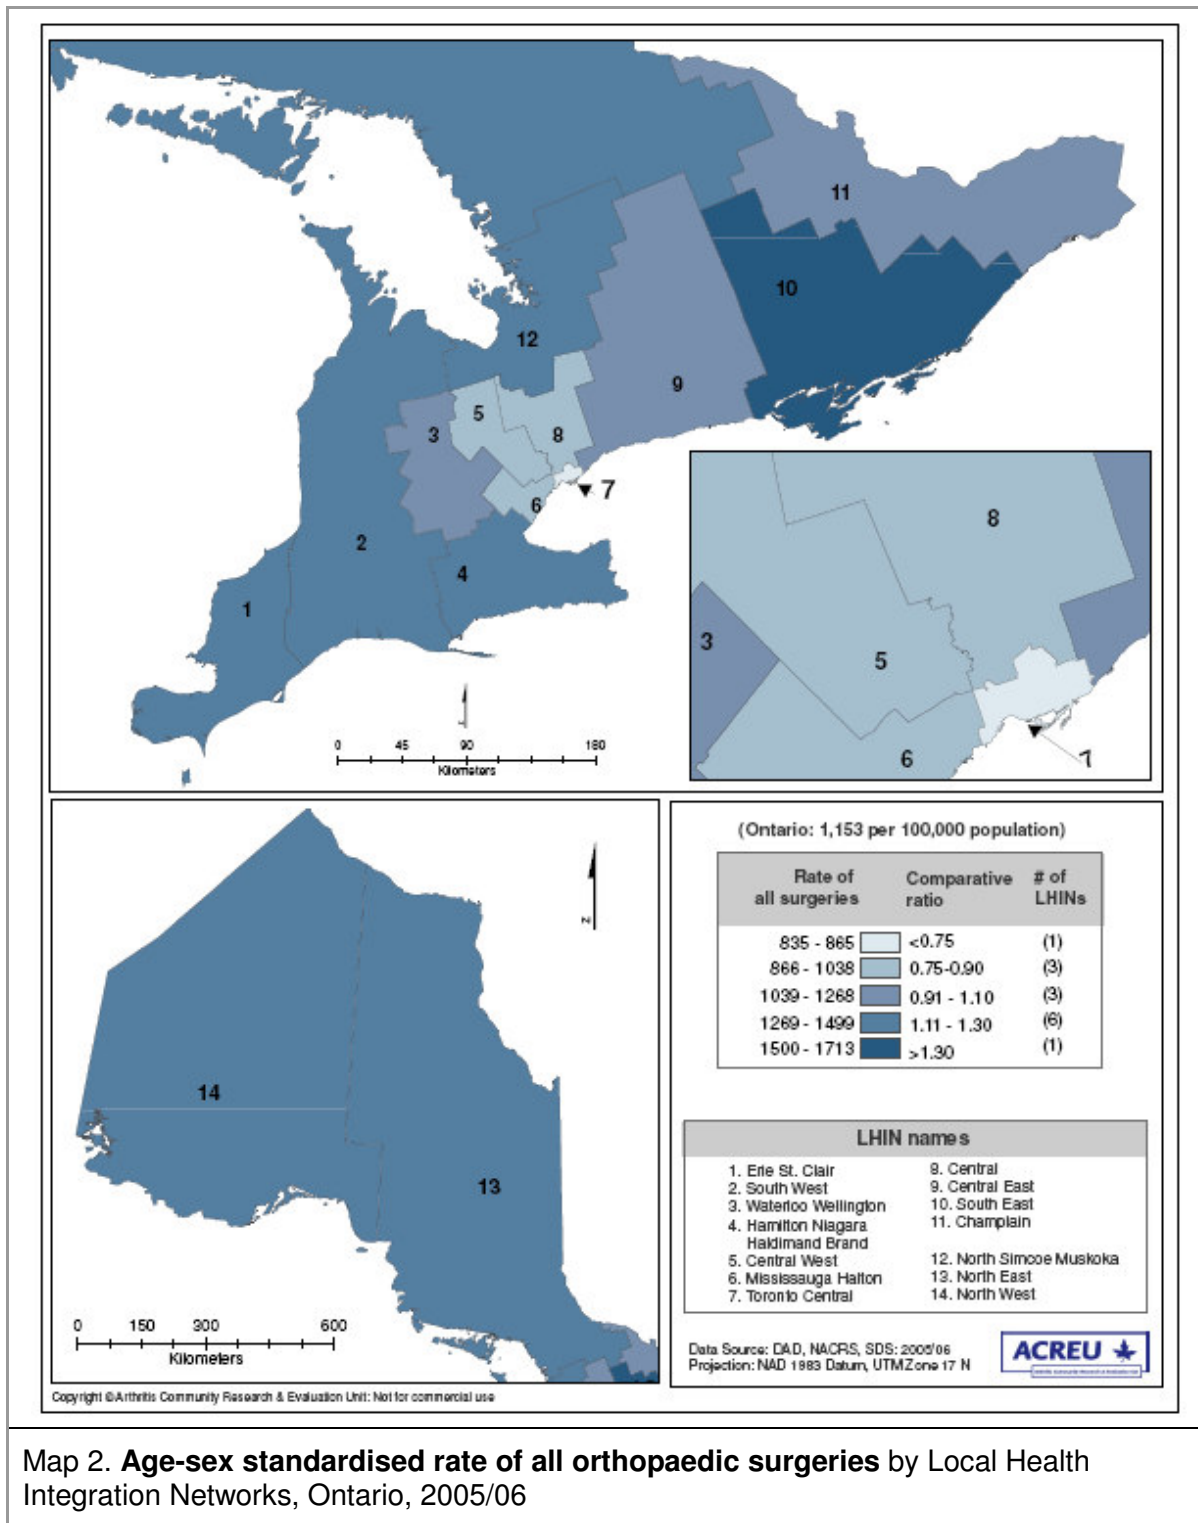 11
10
12
9
5
3
8
7
6
2
4
1
8
3
5
6
7
0 45 90 180
Kilometers
14
13
N
0 150 300 600
Kilometers
(Ontario: 1,153 per 100,000 population)
Rate of all surgeries Comparative ratio # of LHINs
835 - 865 <0.75 (1)
866 - 1038 0.75-0.90 (3)
1039 - 1268 0.91 - 1.10 (3)
1269 - 1499 1.11 - 1.30 (6)
1500 - 1713 >1.30 (1)
LHIN names
1. Erie St. Clair
2. South West
3. Waterloo Wellington
4. Hamilton Niagara
Haldimand Brand
5. Central West
6. Mississauga Halton
7. Toronto Central
8. Central
9. Central East
10. South East
11. Champlain
12. North Simcoe Muskoka
13. North East
14. North West
Data Source: DAD, NACRS, SDS: 2005/06
Projection: NAD 1983 Datum, UTM Zone 17 N
ACREU
Copyright ©Arthritis Community Research & Evaluation Unit: Not for commercial use
Map 2. Age-sex standardised rate of all orthopaedic surgeries by Local Health
Integration Networks, Ontario, 2005/06